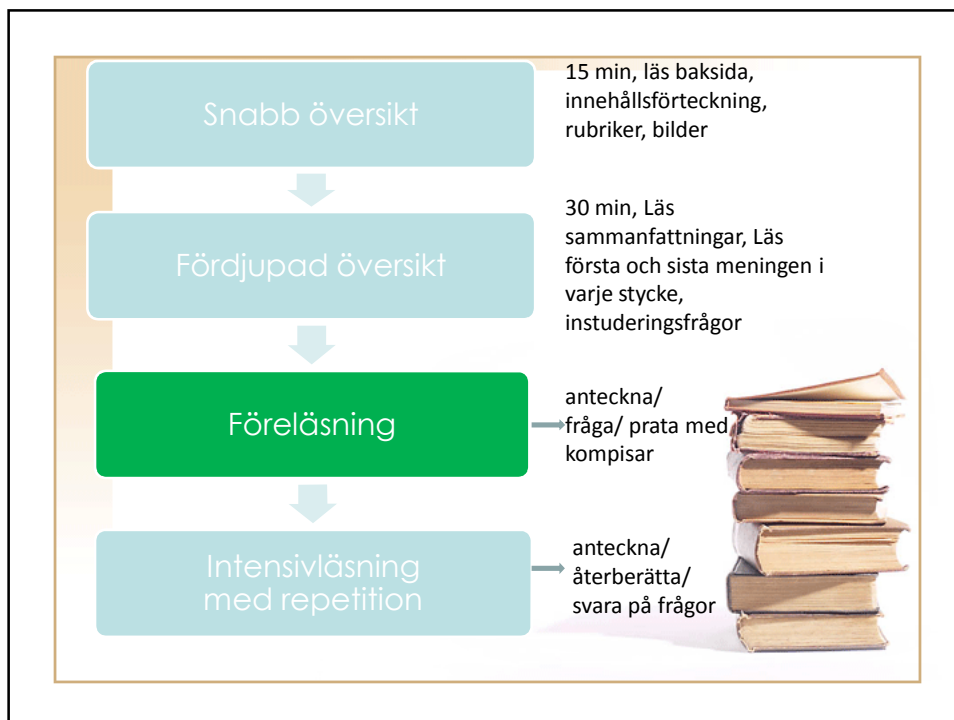 Snabb översikt
15 min, läs baksida,
innehållsförteckning,
rubriker, bilder
Fördjupad översikt
30 min, Läs
sammanfattningar, Läs
första och sista meningen i
varje stycke,
instuderingsfrågor
Föreläsning
anteckna/
fråga/ prata med
kompisar
Intensivläsning
med repetition
anteckna/
återberätta/
svara på frågor